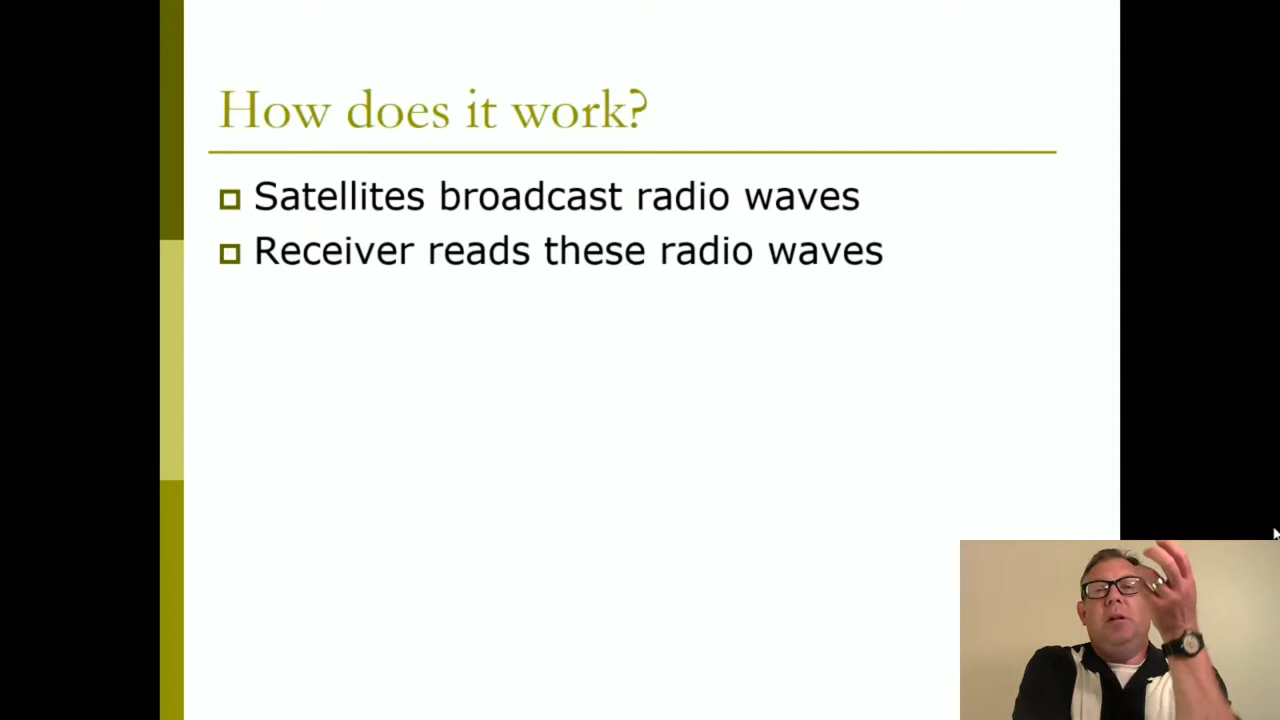 How does it work?
Satellites broadcast radio waves
Receiver reads these radio waves